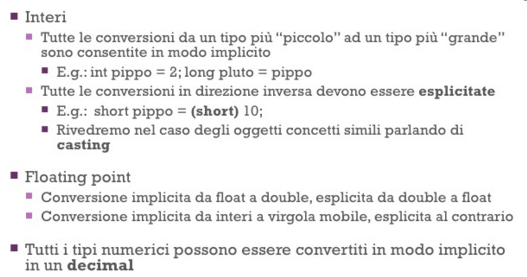 Interi
Tutte le conversioni da un tipo più “piccolo” ad un tipo più “grande”
sono consentite in modo implicito
E.g.: int pippo = 2; long pluto = pippo
Tutte le conversioni in direzione inversa devono essere esplicitate
E.g.: short pippo = (short) 10;
Rivedremo nel caso degli oggetti concetti simili parlando di
casting
Floating point
Conversione implicita da float a double, esplicita da double a float
Conversione implicita da interi a virgola mobile, esplicita al contrario
Tutti i tipi numerici possono essere convertiti in modo implicito
in un decimal